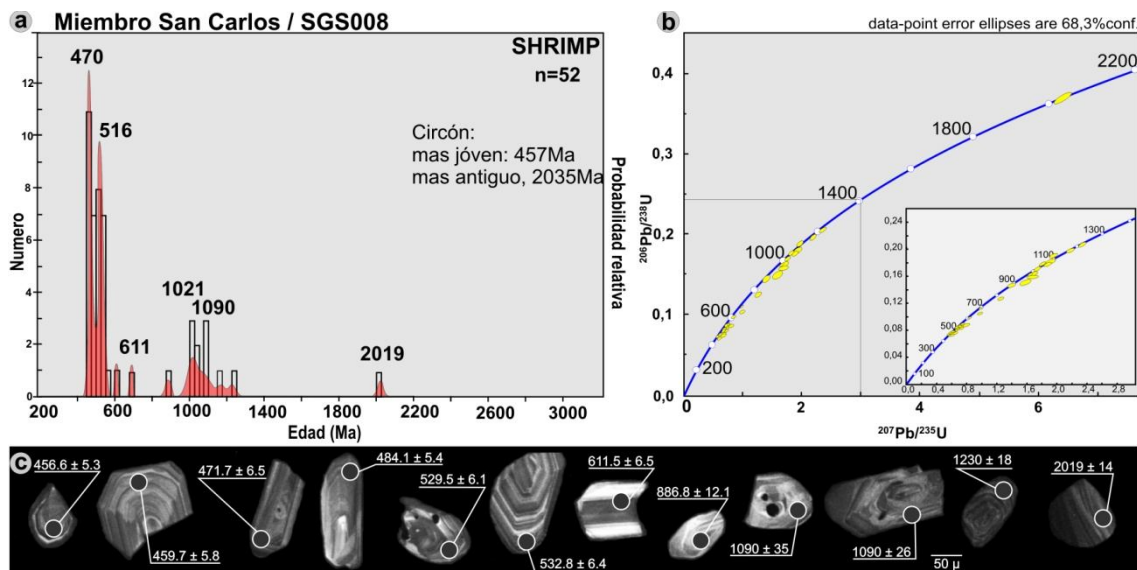 a
Miembro San Carlos / SGS008
SHRIMP
n=52
Circón:
mas jóven: 457Ma
mas antiguo, 2035Ma
470
516
611
1021
1090
2019
12
10
8
6
4
2
0
Numero
Probabilidad relativa
200 600 1000 1400 1800 2200 2600 3000
Edad (Ma)
b
data-point error ellipses are 68,3%conf.
0,4
0,3
0,2
0,1
0,0
²⁰⁶Pb/²³⁸U
200
600
1000
1400
1800
2200
0 2 4 6
²⁰⁷Pb/²³⁵U
0,24
0,20
0,16
0,12
0,08
0,04
0,00
100
300
500
700
900
1100
1300
0,0 0,4 0,8 1,2 1,6 2,0 2,4 2,8
c
456.6 ± 5.3
459.7 ± 5.8
471.7 ± 6.5
484.1 ± 5.4
529.5 ± 6.1
532.8 ± 6.4
611.5 ± 6.5
886.8 ± 12.1
1090 ± 35
1090 ± 26
1230 ± 18
2019 ± 14
50 µ